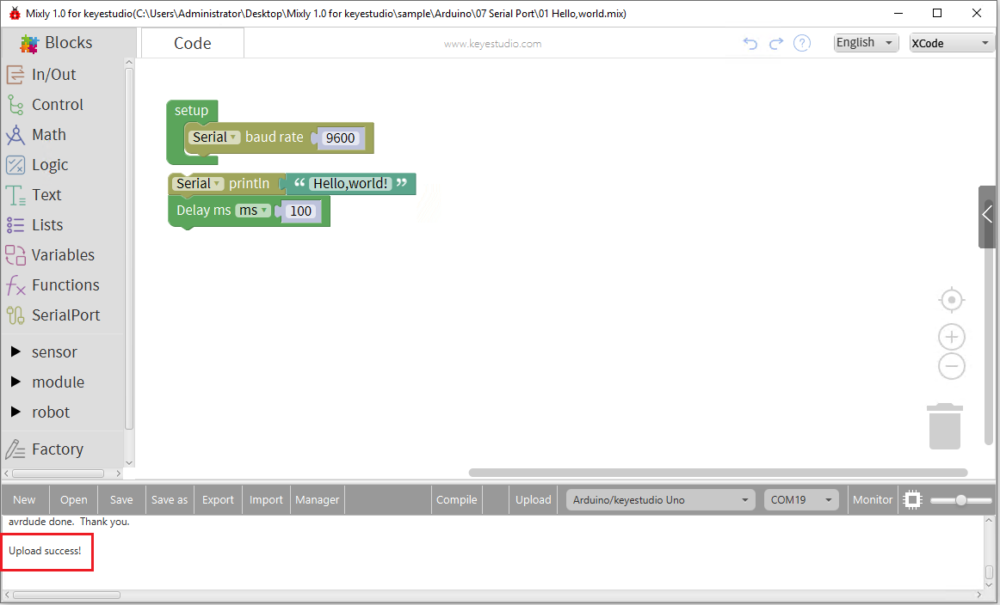 Mixly 1.0 for keyestudio(C:\Users\Administrator\Desktop\Mixly 1.0 for keyestudio\sample\Arduino\07 Serial Port\01 Hello,world.mix)
Blocks
Code
www.keyestudio.com
?
English
XCode
In/Out
Control
Math
Logic
Text
Lists
Variables
Functions
SerialPort
sensor
module
robot
Factory
setup
Serial baud rate 9600
Serial println “ Hello,world! ”
Delay ms ms 100
New Open Save Save as Export Import Manager Compile Upload Arduino/keyestudio Uno COM19 Monitor
avrdude done.  Thank you.
Upload success!